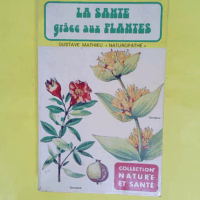 LA SANTE
grâce aux PLANTES
GUSTAVE MATHIEU « NATUROPATHE »
COLLECTION
NATURE
ET SANTE